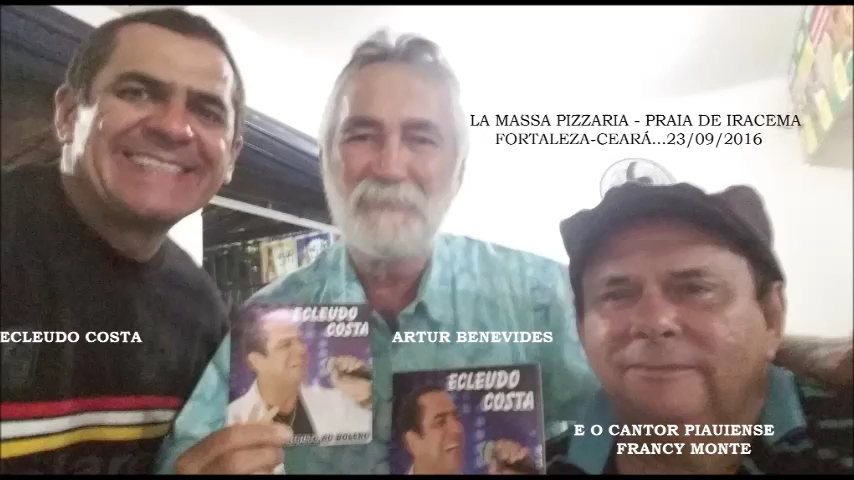 LA MASSA PIZZARIA - PRAIA DE IRACEMA
FORTALEZA-CEARÁ...23/09/2016
ECLEUDO COSTA
ARTUR BENEVIDES
E O CANTOR PIAUIENSE
FRANCY MONTE
ECLEUDO
COSTA
BOLERO
ECLEUDO
COSTA